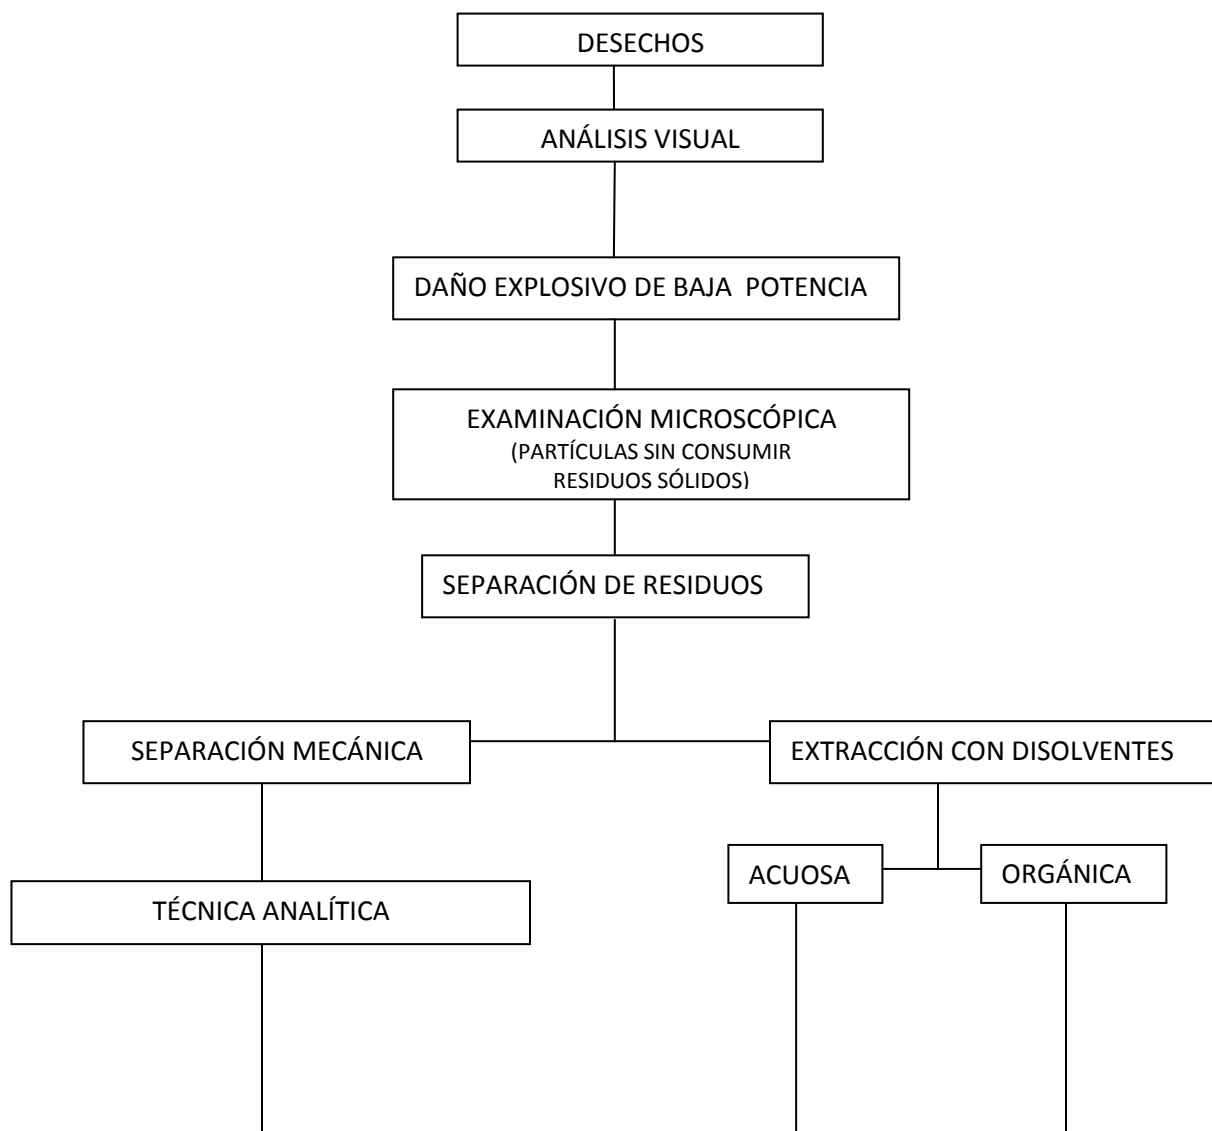 DESECHOS
ANÁLISIS VISUAL
DAÑO EXPLOSIVO DE BAJA POTENCIA
EXAMINACIÓN MICROSCÓPICA
(PARTÍCULAS SIN CONSUMIR
RESIDUOS SÓLIDOS)
SEPARACIÓN DE RESIDUOS
SEPARACIÓN MECÁNICA
EXTRACCIÓN CON DISOLVENTES
ACUOSA
ORGÁNICA
TÉCNICA ANALÍTICA